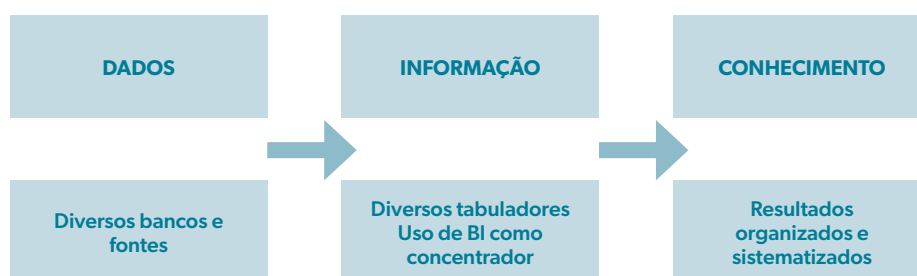 DADOS
INFORMAÇÃO
CONHECIMENTO
Diversos bancos e
fontes
Diversos tabuladores
Uso de BI como
concentrador
Resultados
organizados e
sistematizados